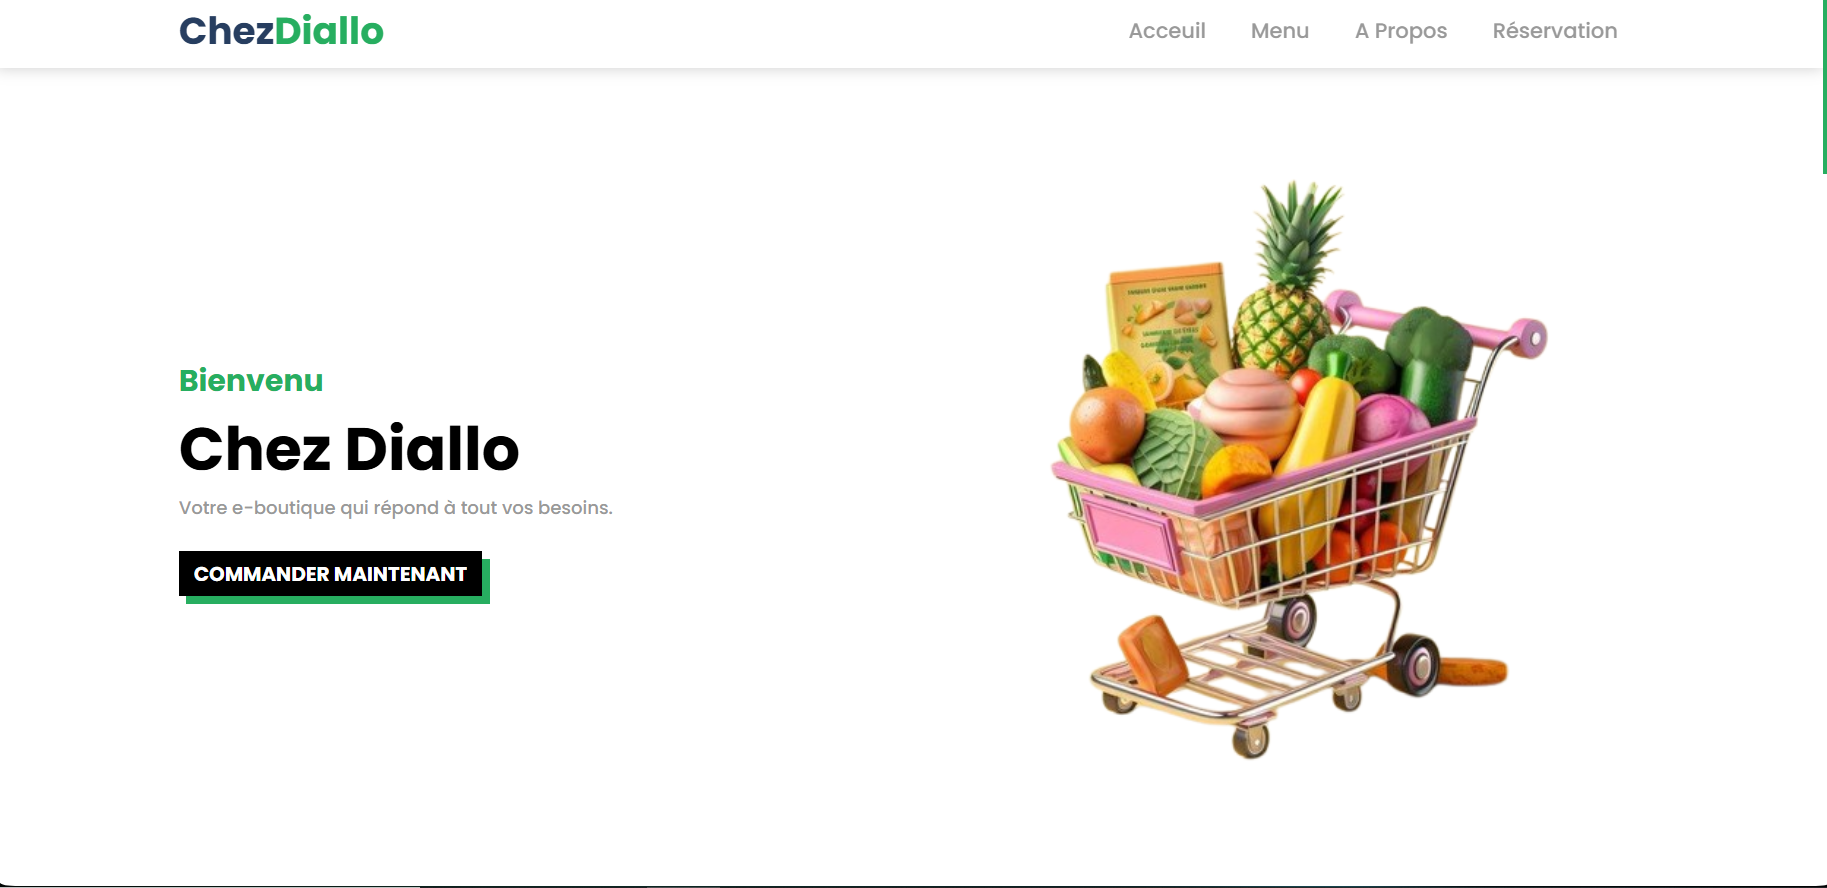 ChezDiallo
Acceuil Menu A Propos Réservation
Bienvenu
Chez Diallo
Votre e-boutique qui répond à tout vos besoins.
COMMANDER MAINTENANT